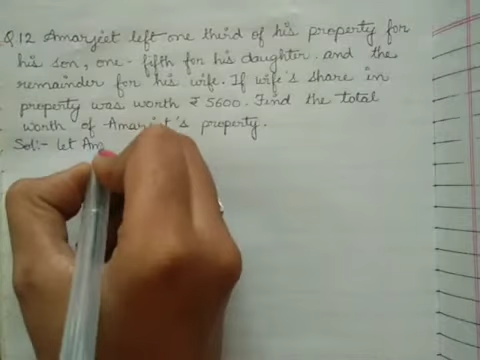 Q.12 Amarjeet left one third of his property for
his son, one-fifth for his daughter and the
remainder for his wife. If wife's share in
property was worth ₹ 5600. Find the total
worth of Amarjeet's property.
Sol:- let Am